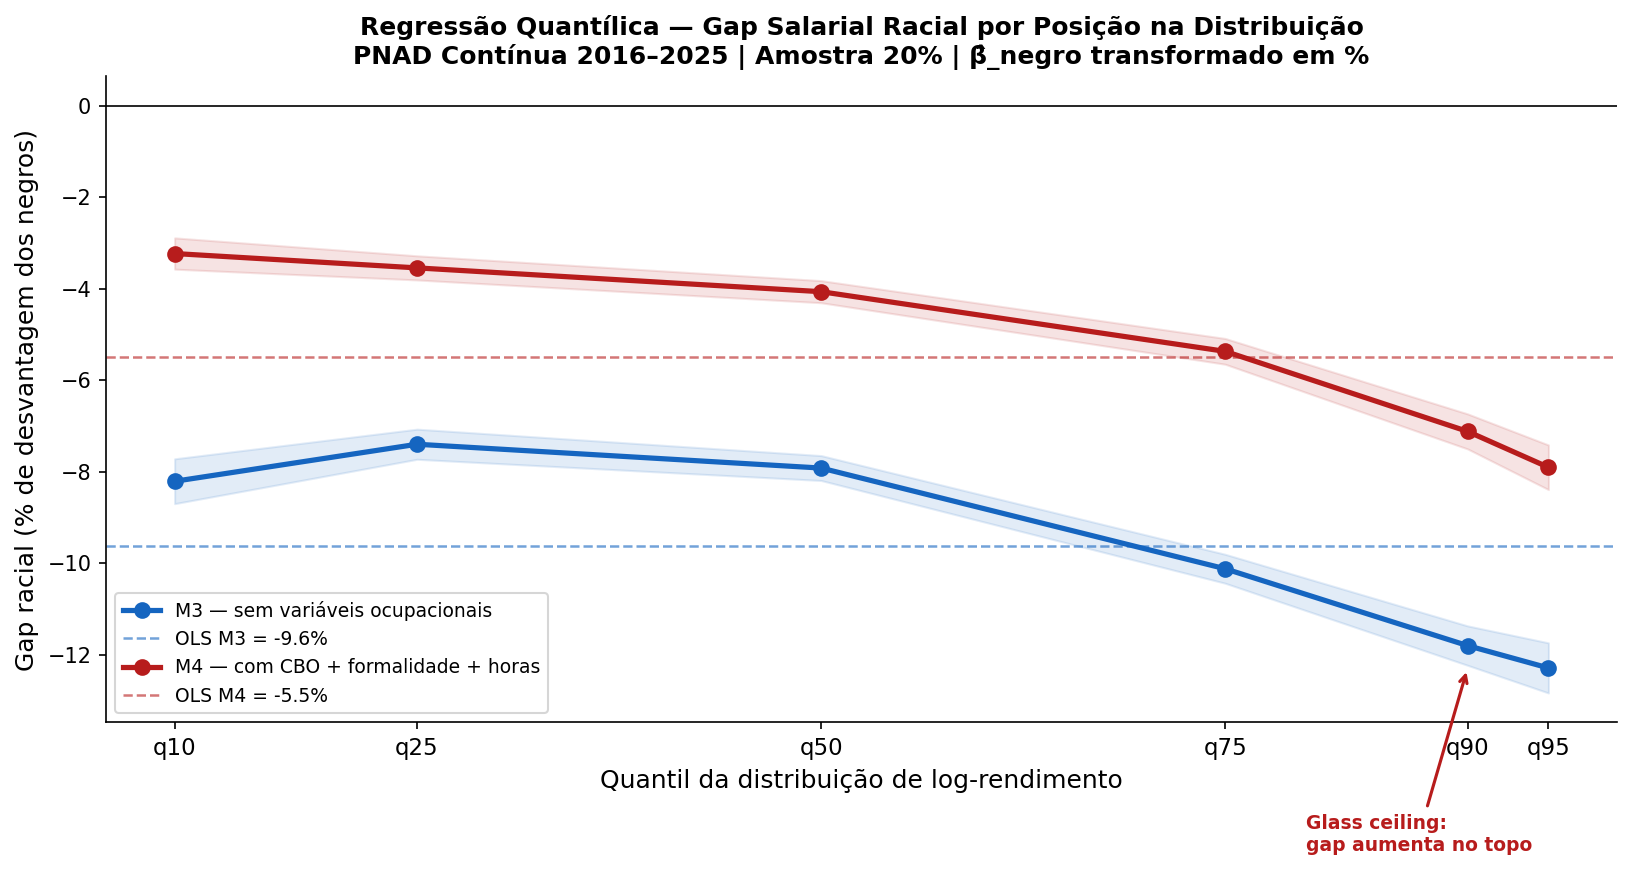 Regressão Quantílica — Gap Salarial Racial por Posição na Distribuição
PNAD Contínua 2016–2025 | Amostra 20% | β̂_negro transformado em %
Gap racial (% de desvantagem dos negros)
0
−2
−4
−6
−8
−10
−12
M3 — sem variáveis ocupacionais
OLS M3 = -9.6%
M4 — com CBO + formalidade + horas
OLS M4 = -5.5%
q10 q25 q50 q75 q90 q95
Quantil da distribuição de log-rendimento
Glass ceiling:
gap aumenta no topo